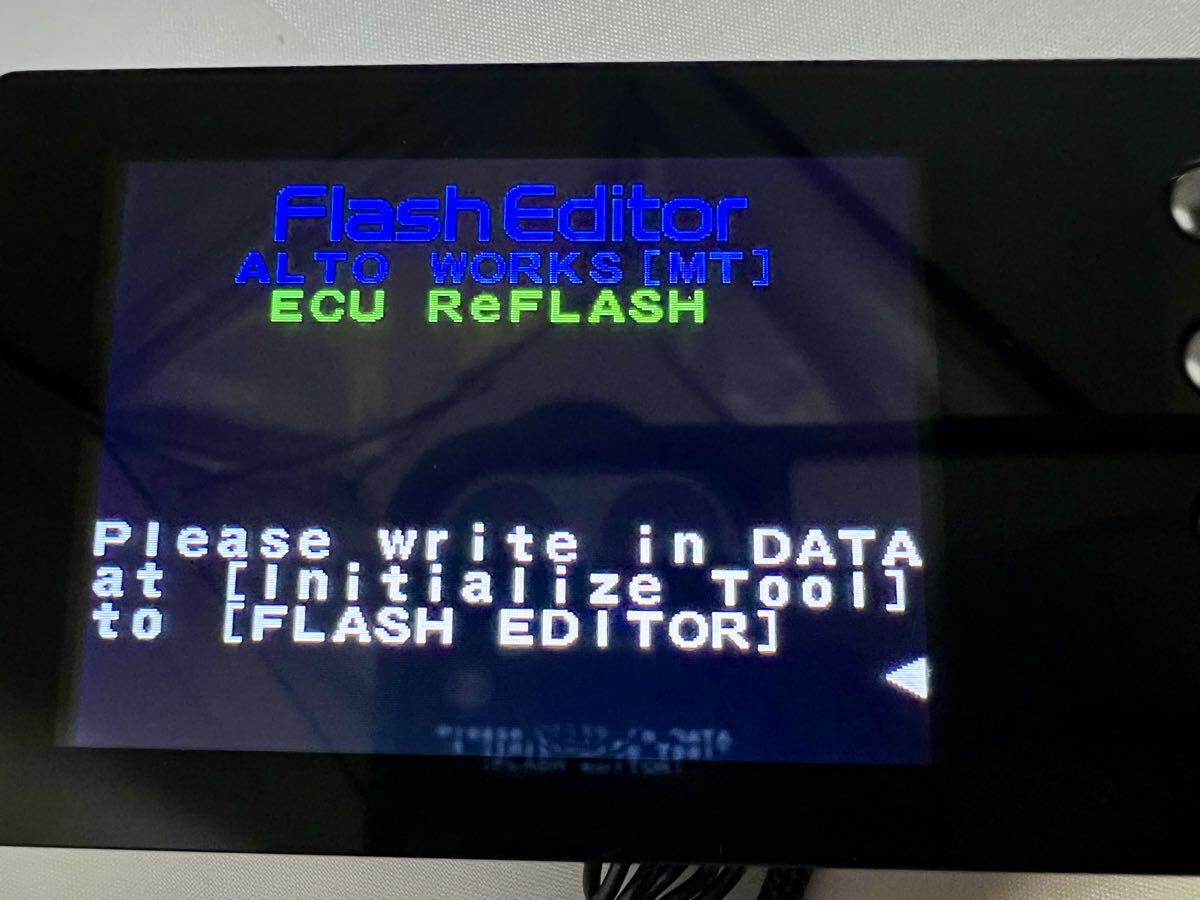 Flash Editor
ALTO WORKS[MT]
ECU ReFLASH
Please write in DATA
at [Initialize Tool]
to [FLASH EDITOR]